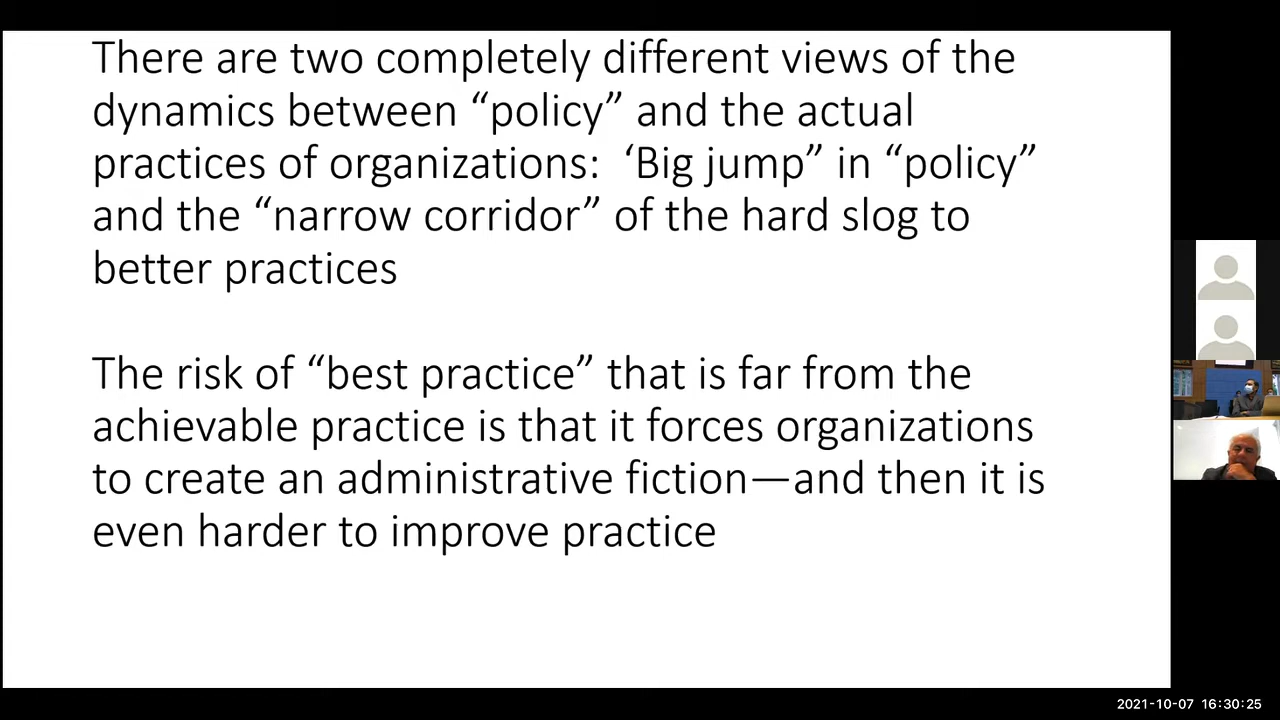 There are two completely different views of the
dynamics between “policy” and the actual
practices of organizations:  ‘Big jump” in “policy”
and the “narrow corridor” of the hard slog to
better practices
The risk of “best practice” that is far from the
achievable practice is that it forces organizations
to create an administrative fiction—and then it is
even harder to improve practice
2021-10-07 16:30:25